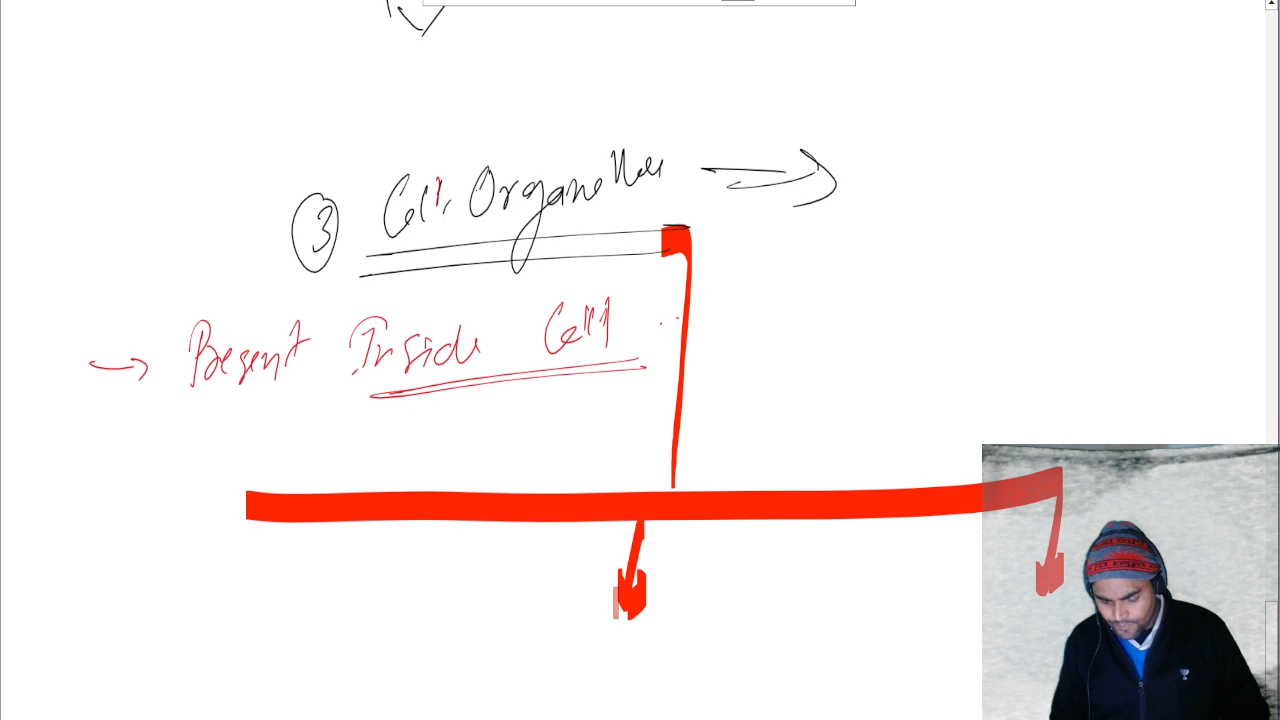 ③ Cell Organelles →
→ Present Inside Cell